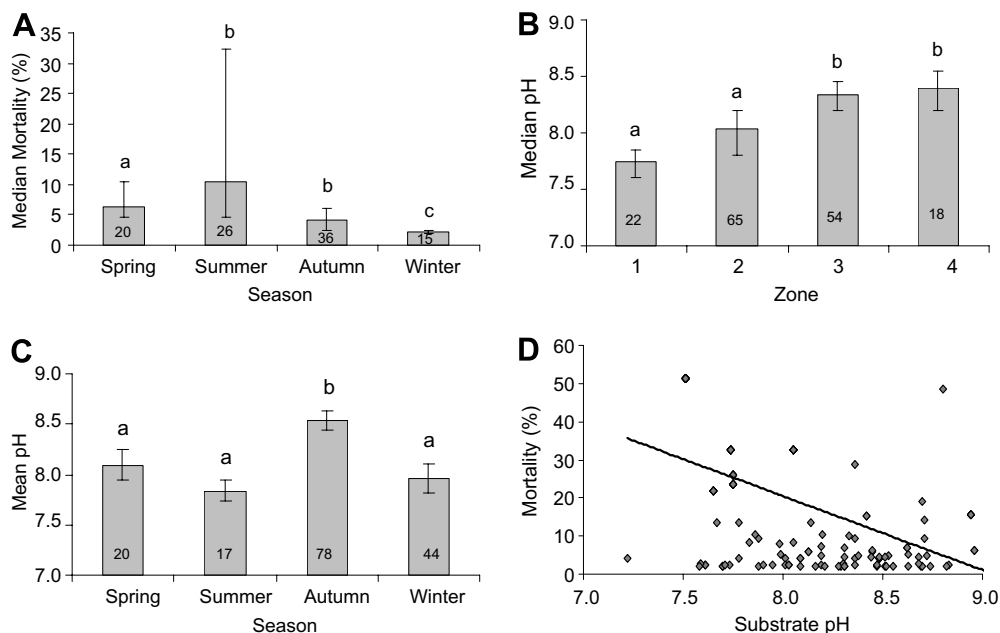 A
Median Mortality (%)
35
30
25
20
15
10
5
0
a
b
b
c
20
26
36
15
Spring
Summer
Autumn
Winter
Season
B
Median pH
9.0
8.5
8.0
7.5
7.0
a
a
b
b
22
65
54
18
1
2
3
4
Zone
C
Mean pH
9.0
8.5
8.0
7.5
7.0
a
a
b
a
20
17
78
44
Spring
Summer
Autumn
Winter
Season
D
Mortality (%)
60
50
40
30
20
10
0
7.0
7.5
8.0
8.5
9.0
Substrate pH